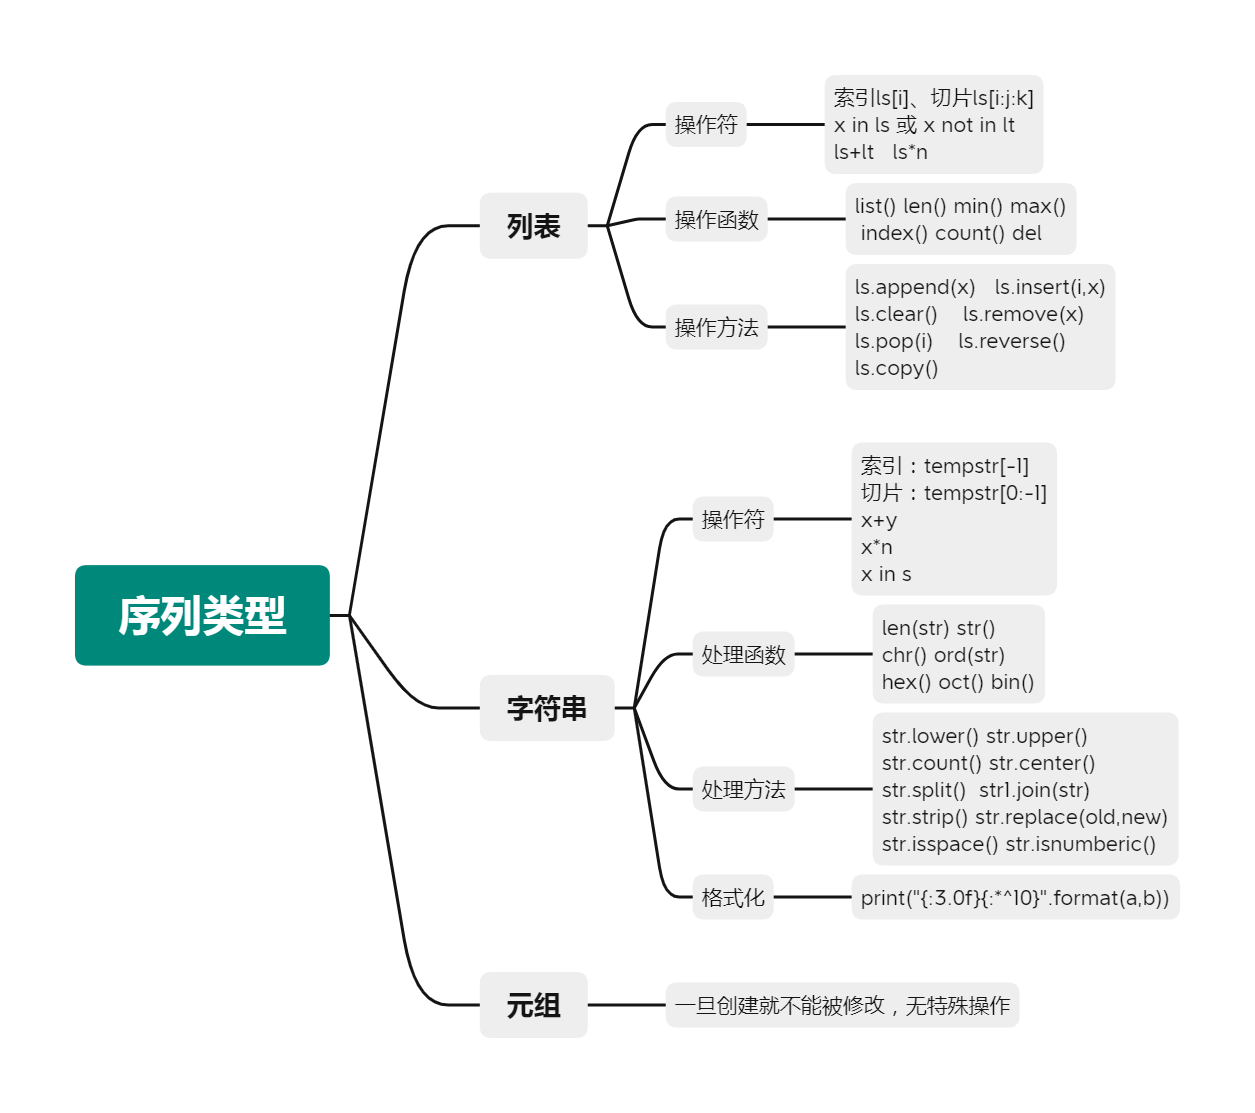 序列类型
列表
操作符
索引ls[i]、切片ls[i:j:k]
x in ls 或 x not in lt
ls+lt   ls*n
操作函数
list() len() min() max()
index() count() del
操作方法
ls.append(x)   ls.insert(i,x)
ls.clear()    ls.remove(x)
ls.pop(i)    ls.reverse()
ls.copy()
字符串
操作符
索引：tempstr[-1]
切片：tempstr[0:-1]
x+y
x*n
x in s
处理函数
len(str) str()
chr() ord(str)
hex() oct() bin()
处理方法
str.lower() str.upper()
str.count() str.center()
str.split()  str1.join(str)
str.strip() str.replace(old,new)
str.isspace() str.isnumberic()
格式化
print("{:3.0f}{:*^10}".format(a,b))
元组
一旦创建就不能被修改，无特殊操作